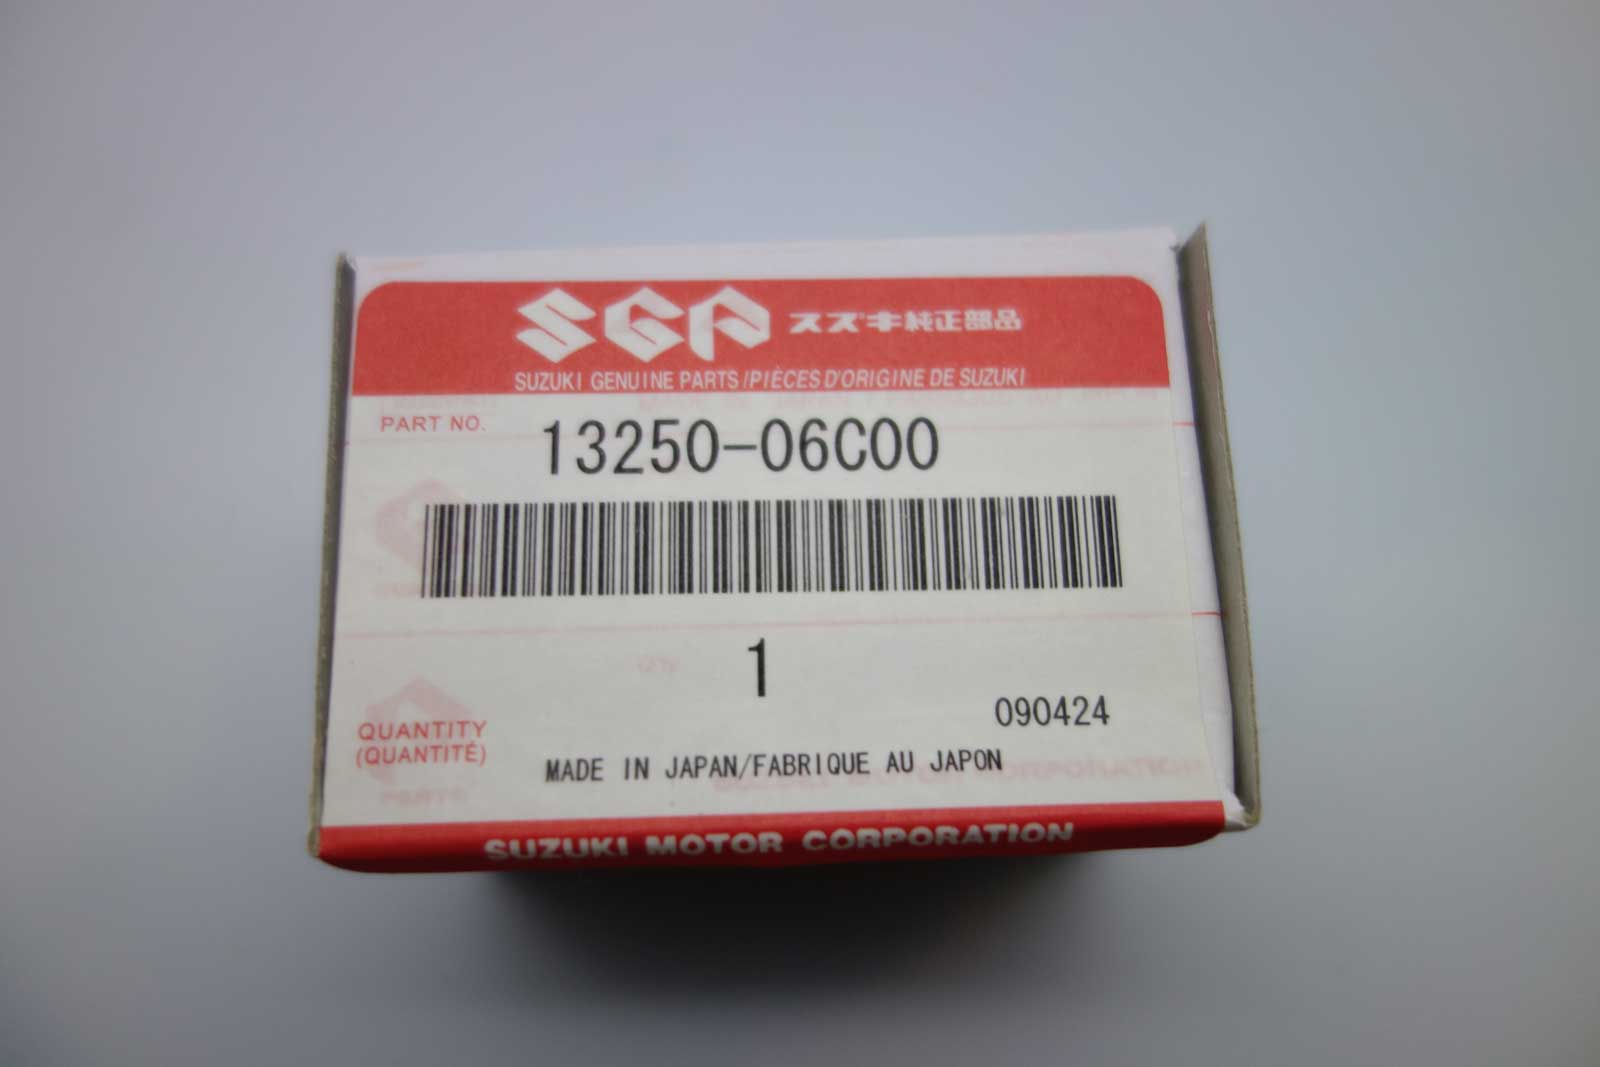 SGP スズキ純正部品
SUZUKI GENUINE PARTS/PIÈCES D'ORIGINE DE SUZUKI
PART NO.
13250-06C00
1
090424
QUANTITY
(QUANTITÉ)
MADE IN JAPAN/FABRIQUE AU JAPON
SUZUKI MOTOR CORPORATION